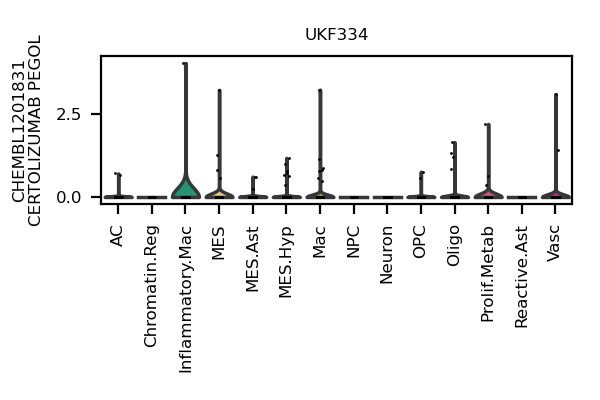 UKF334
CHEMBL1201831
CERTOLIZUMAB PEGOL
2.5
0.0
AC
Chromatin.Reg
Inflammatory.Mac
MES
MES.Ast
MES.Hyp
Mac
NPC
Neuron
OPC
Oligo
Prolif.Metab
Reactive.Ast
Vasc